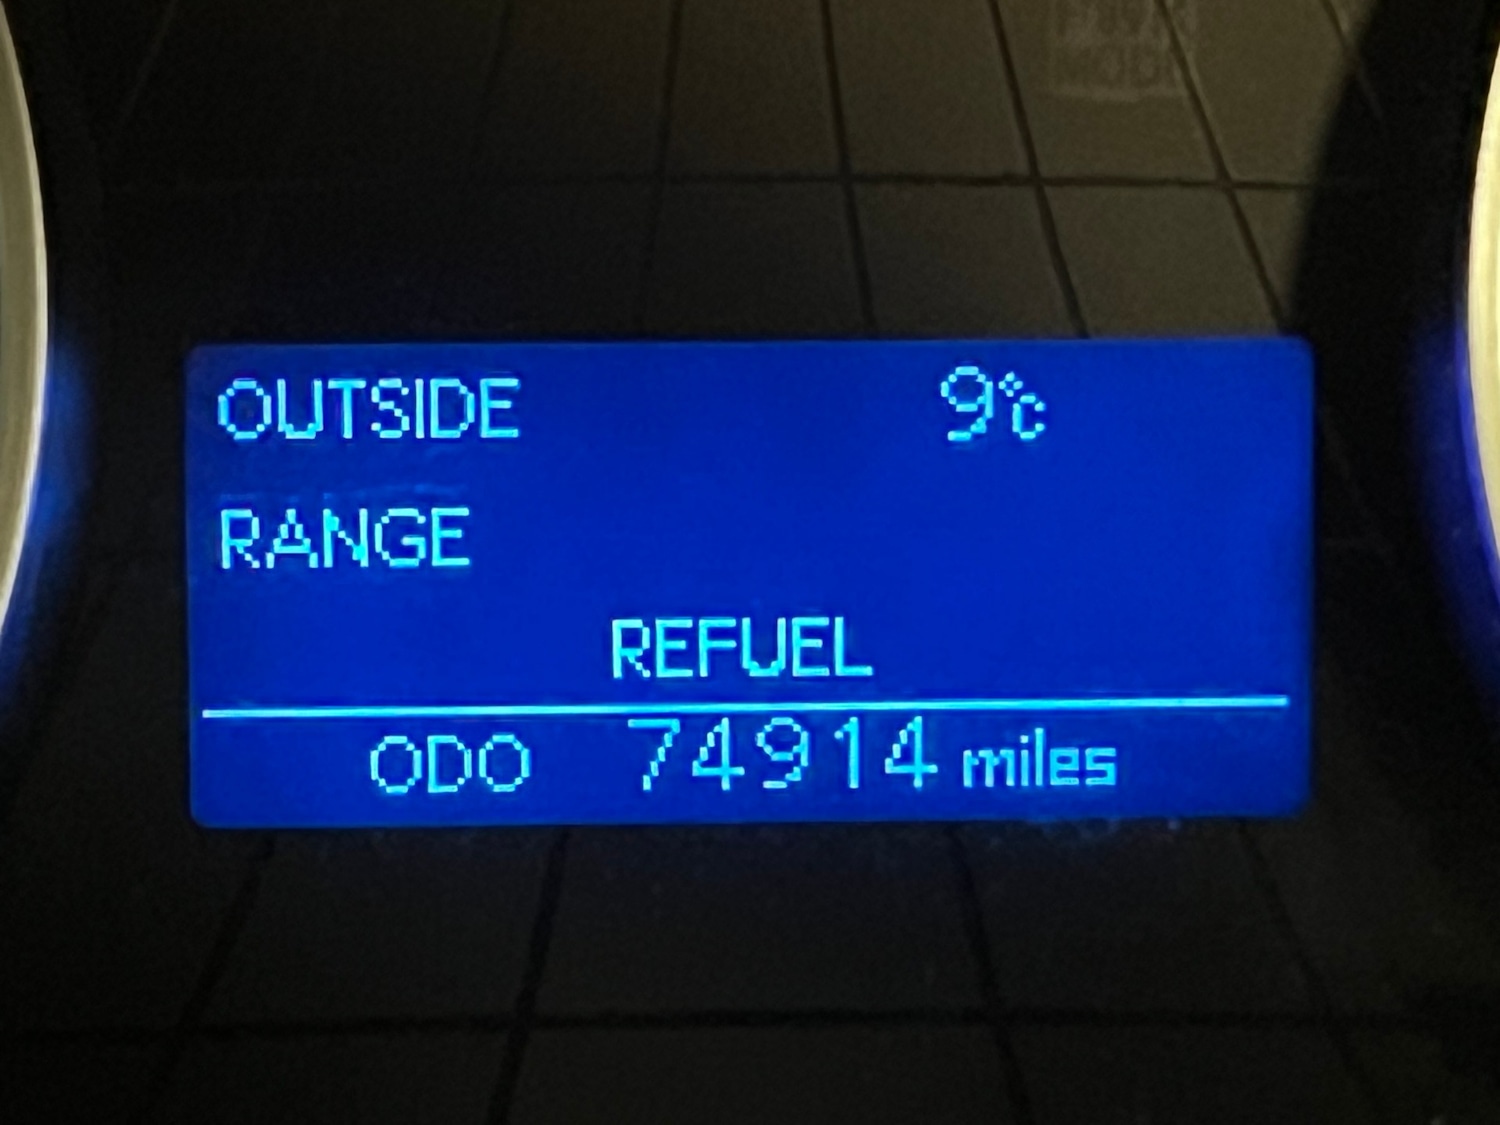 OUTSIDE 9°C
RANGE
REFUEL
ODO 74914 miles